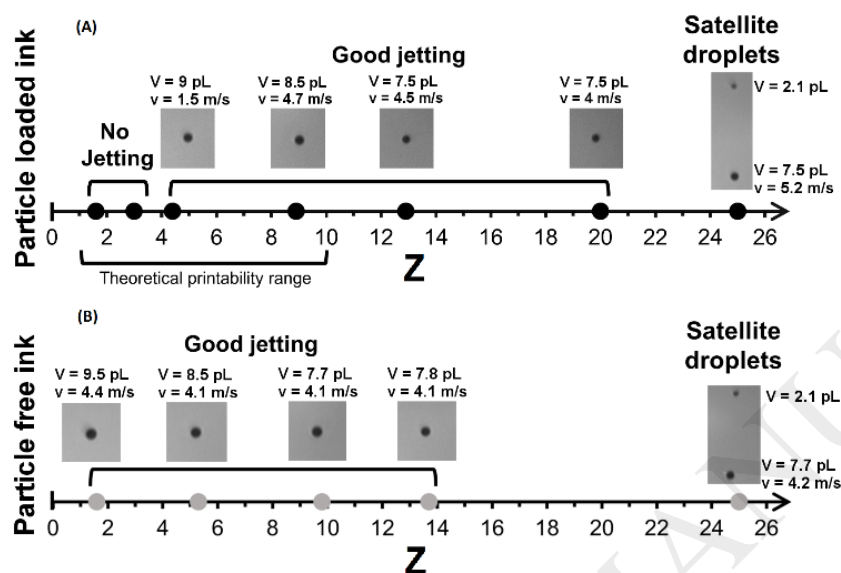 (A)
Good jetting
Satellite
droplets
V = 9 pL
v = 1.5 m/s
V = 8.5 pL
v = 4.7 m/s
V = 7.5 pL
v = 4.5 m/s
V = 7.5 pL
v = 4 m/s
V = 2.1 pL
No
Jetting
V = 7.5 pL
v = 5.2 m/s
Particle loaded ink
0 2 4 6 8 10 12 14 16 18 20 22 24 26
Theoretical printability range
Z
(B)
Good jetting
Satellite
droplets
V = 9.5 pL
v = 4.4 m/s
V = 8.5 pL
v = 4.1 m/s
V = 7.7 pL
v = 4.1 m/s
V = 7.8 pL
v = 4.1 m/s
V = 2.1 pL
V = 7.7 pL
v = 4.2 m/s
Particle free ink
0 2 4 6 8 10 12 14 16 18 20 22 24 26
Z